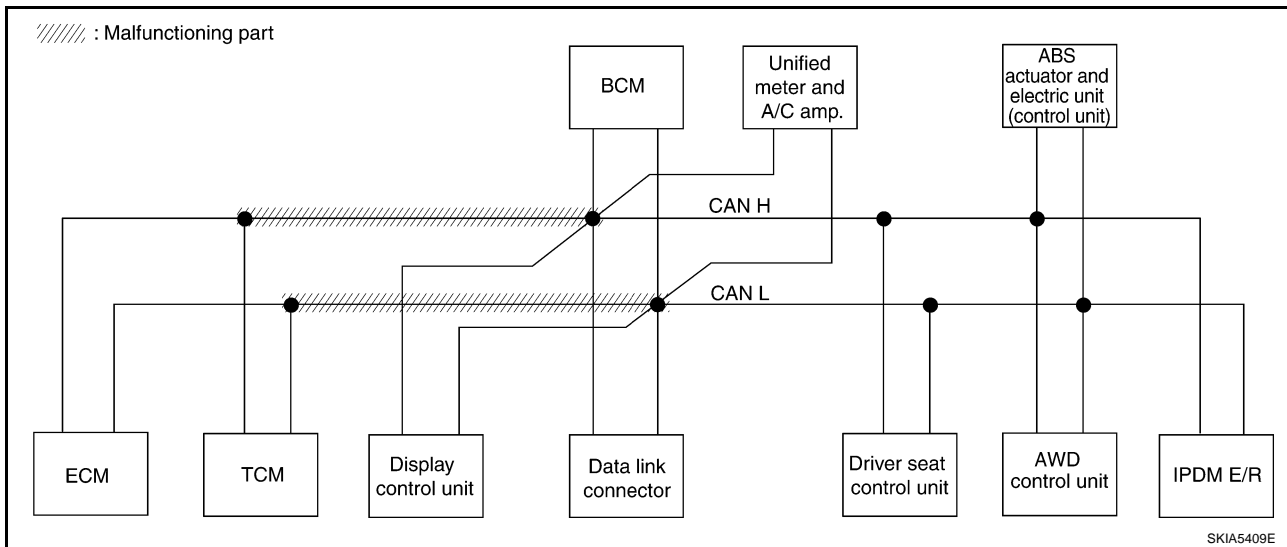 : Malfunctioning part
BCM
Unified
meter and
A/C amp.
ABS
actuator and
electric unit
(control unit)
CAN H
CAN L
ECM
TCM
Display
control unit
Data link
connector
Driver seat
control unit
AWD
control unit
IPDM E/R
SKIA5409E